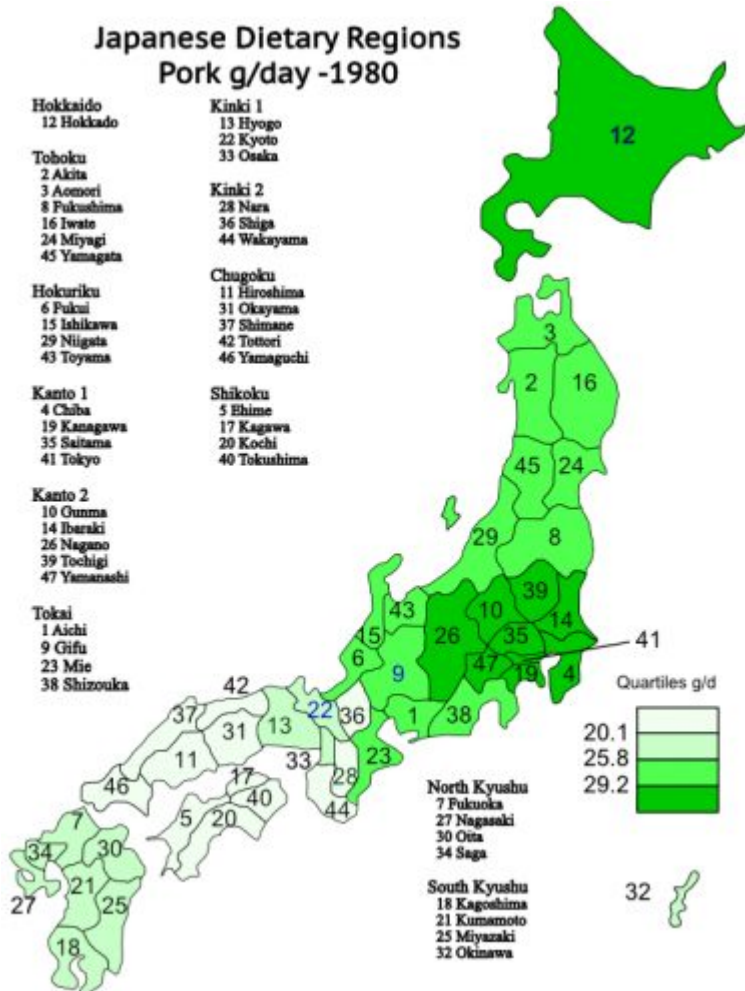 Japanese Dietary Regions
Pork g/day -1980
Hokkaido
12 Hokkado
Tohoku
2 Akita
3 Aomori
8 Fukushima
16 Iwate
24 Miyagi
45 Yamagata
Hokuriku
6 Fukui
15 Ishikawa
29 Niigata
43 Toyama
Kanto 1
4 Chiba
19 Kanagawa
35 Saitama
41 Tokyo
Kanto 2
10 Gunma
14 Ibaraki
26 Nagano
39 Tochigi
47 Yamanashi
Tokai
1 Aichi
9 Gifu
23 Mie
38 Shizouka
Kinki 1
13 Hyogo
22 Kyoto
33 Osaka
Kinki 2
28 Nara
36 Shiga
44 Wakayama
Chugoku
11 Hiroshima
31 Okayama
37 Shimane
42 Tottori
46 Yamaguchi
Shikoku
5 Ehime
17 Kagawa
20 Kochi
40 Tokushima
12
3
2
16
45
24
29
8
39
43
10
14
15
26
35
41
6
9
47
19
4
42
22
36
1
38
37
31
13
11
33
23
46
17
28
40
44
5
20
7
34
30
27
21
25
18
32
Quartiles g/d
20.1
25.8
29.2
North Kyushu
7 Fukuoka
27 Nagasaki
30 Oita
34 Saga
South Kyushu
18 Kagoshima
21 Kumamoto
25 Miyazaki
32 Okinawa